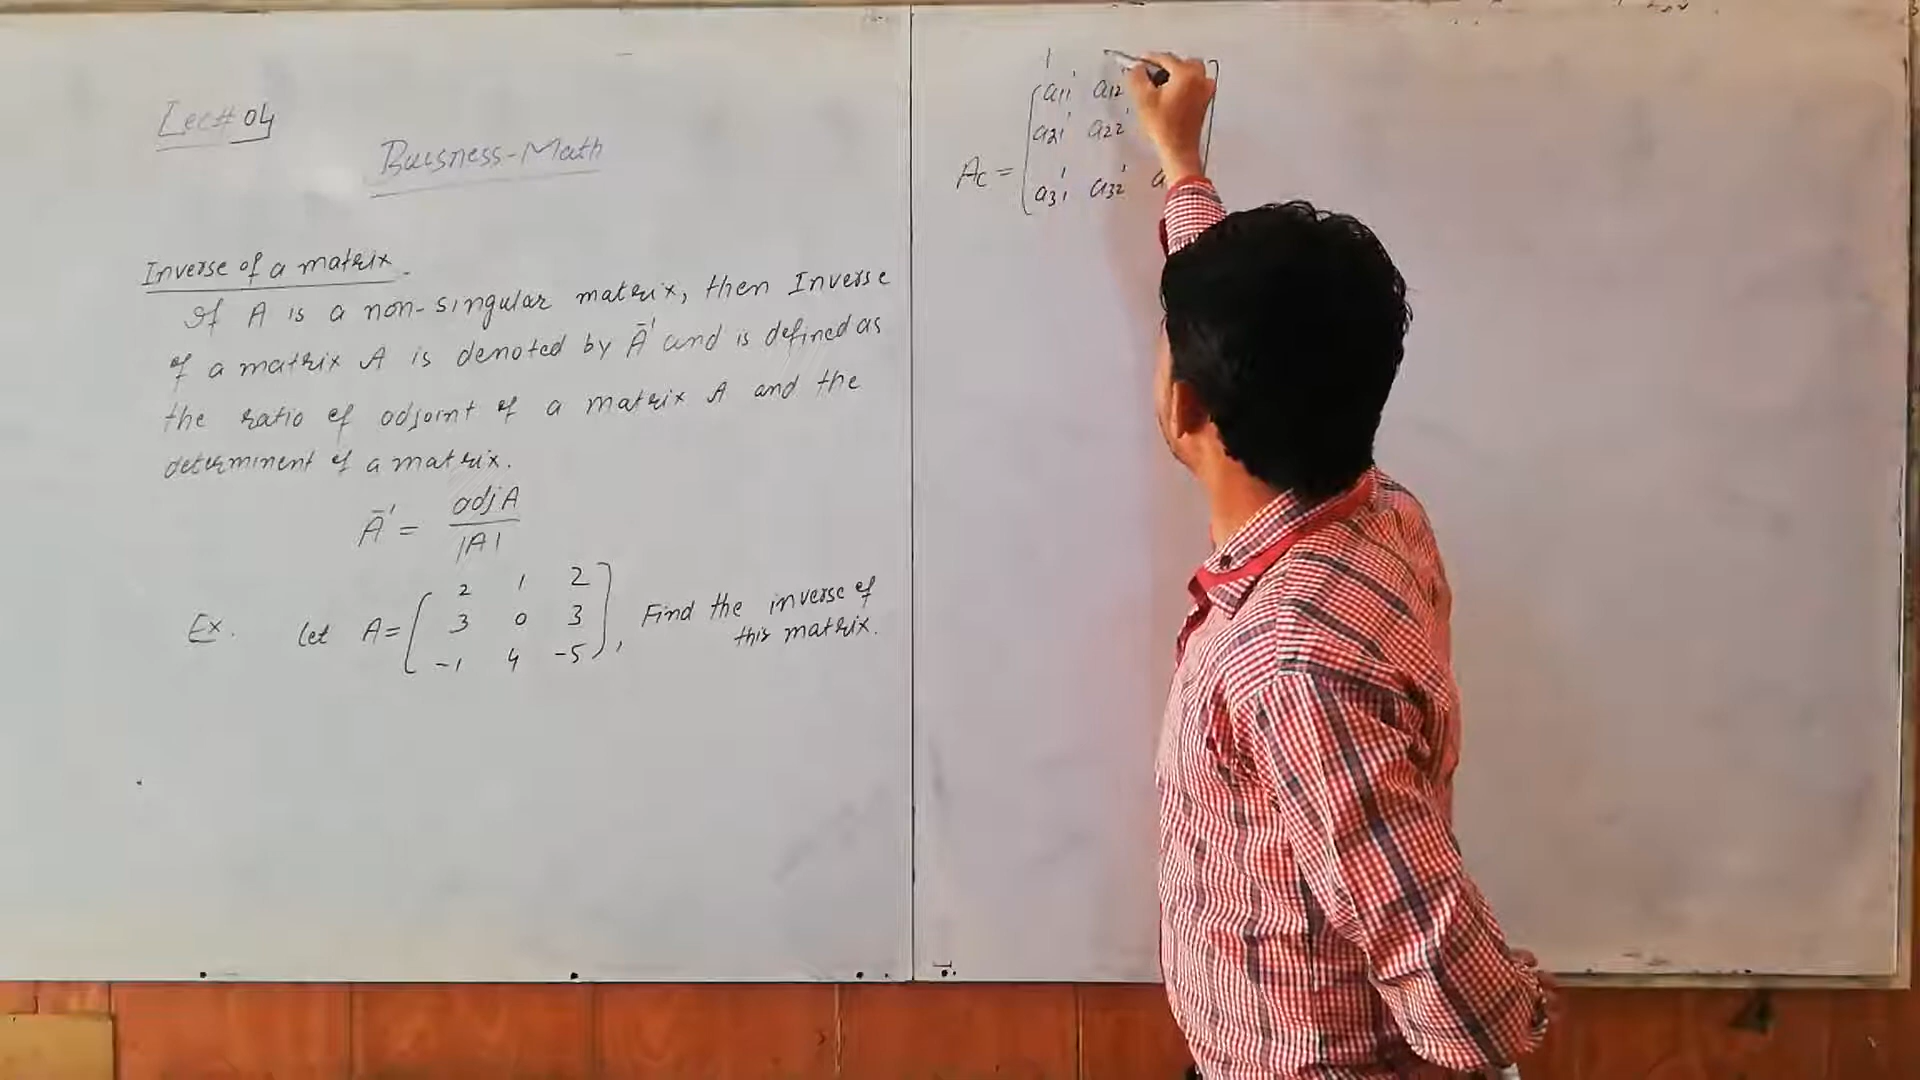 Lec# 04
Buisness-Math
Inverse of a matrix.
If A is a non-singular matrix, then Inverse
of a matrix A is denoted by A⁻¹ and is defined as
the ratio of adjoint of a matrix A and the
determinent of a matrix.
A⁻¹ = adjA / |A|
Ex. let A = [ 2 1 2
3 0 3
-1 4 -5 ], Find the inverse of
this matrix.
1
a11' a12'
a21' a22'
Ac = a31' a32' a